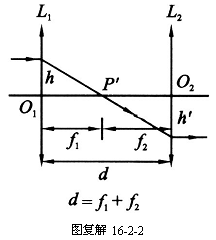 L₁ L₂
h P′ O₂
O₁ h′
f₁ f₂
d
d = f₁ + f₂
图复解 16-2-2